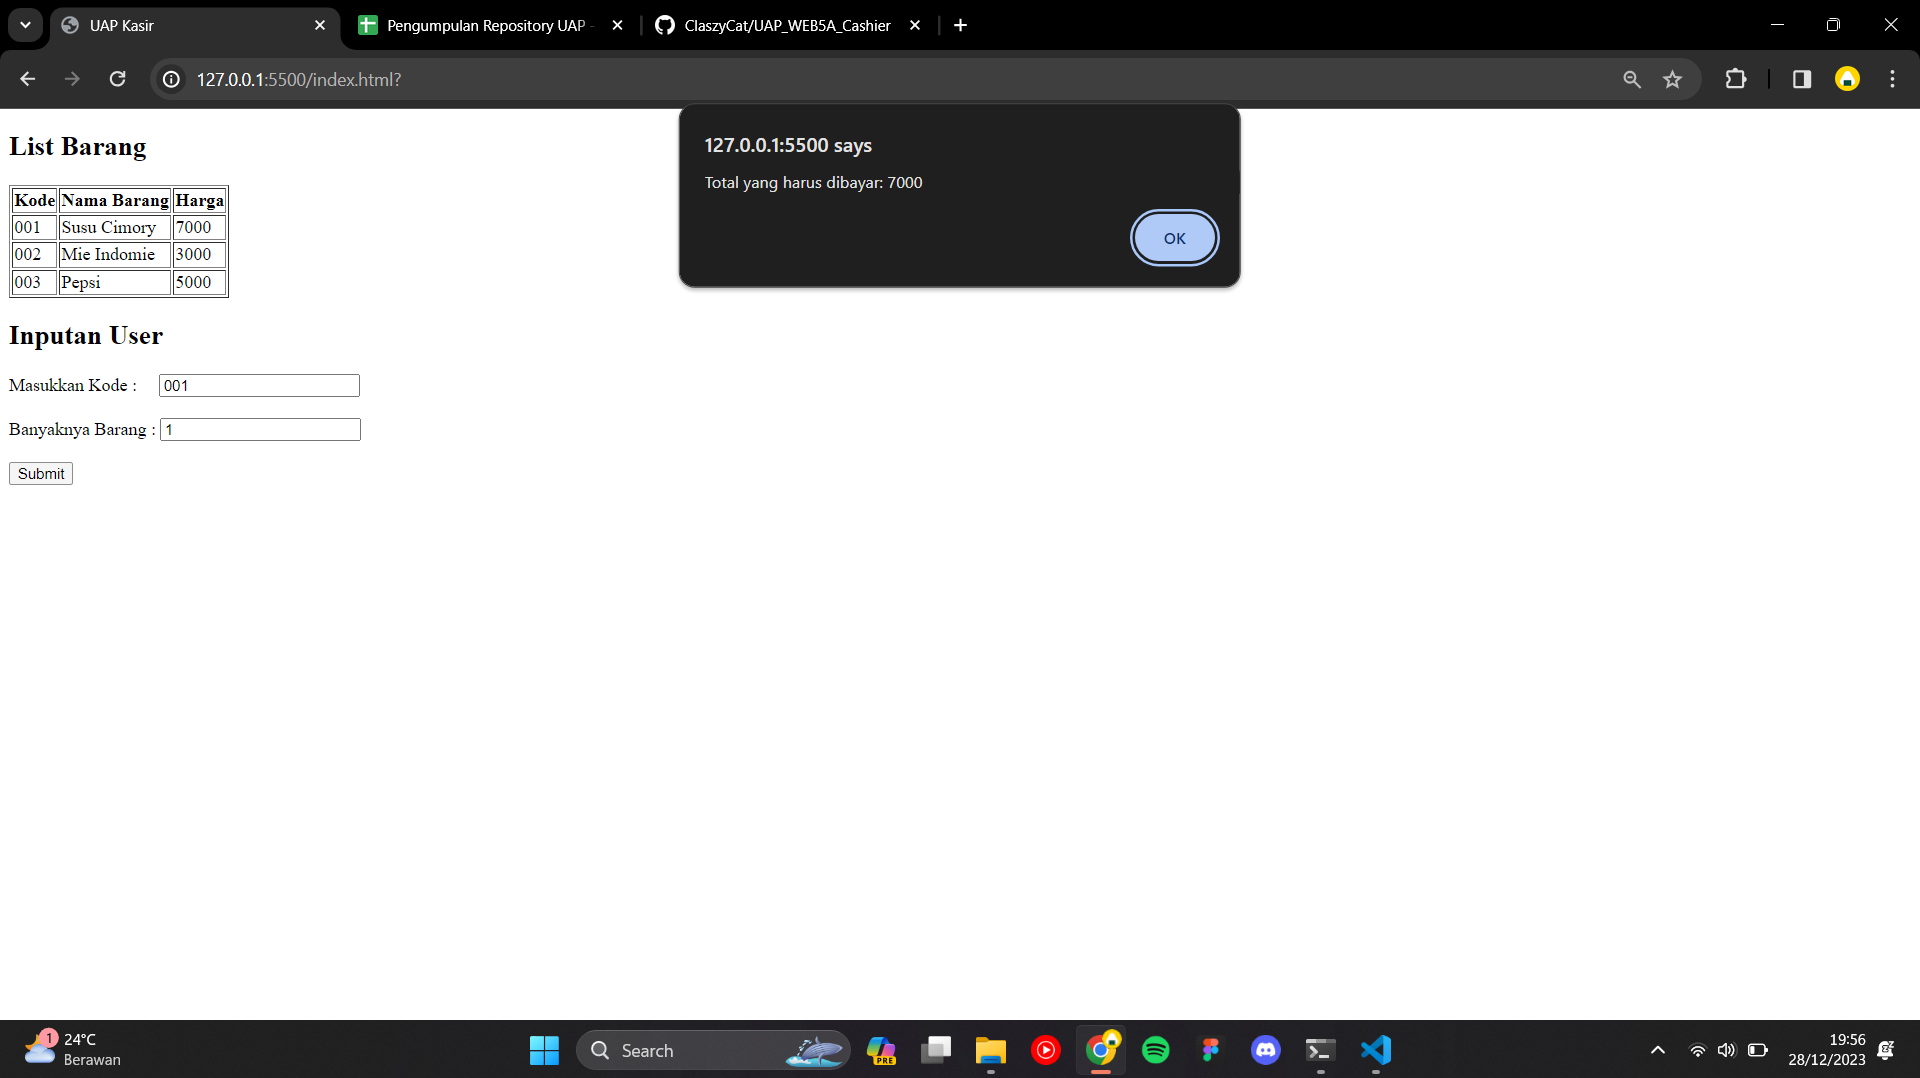 UAP Kasir
Pengumpulan Repository UAP -
ClaszyCat/UAP_WEB5A_Cashier
127.0.0.1:5500/index.html?
127.0.0.1:5500 says
Total yang harus dibayar: 7000
OK
List Barang
Kode Nama Barang Harga
001 Susu Cimory 7000
002 Mie Indomie 3000
003 Pepsi 5000
Inputan User
Masukkan Kode : 001
Banyaknya Barang : 1
Submit
1
24°C
Berawan
Search
PRE
19:56
28/12/2023